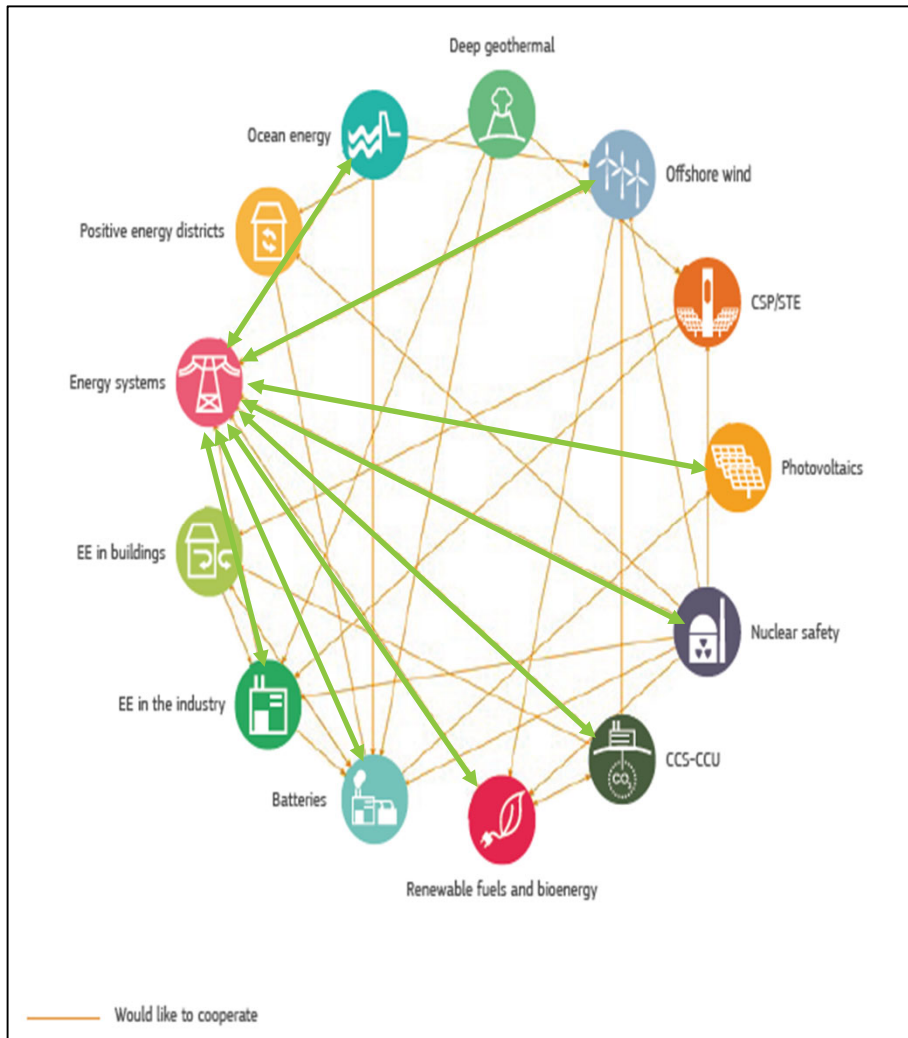 Deep geothermal
Ocean energy
Offshore wind
Positive energy districts
CSP/STE
Energy systems
Photovoltaics
EE in buildings
Nuclear safety
EE in the industry
CCS-CCU
CO2
Batteries
Renewable fuels and bioenergy
Would like to cooperate